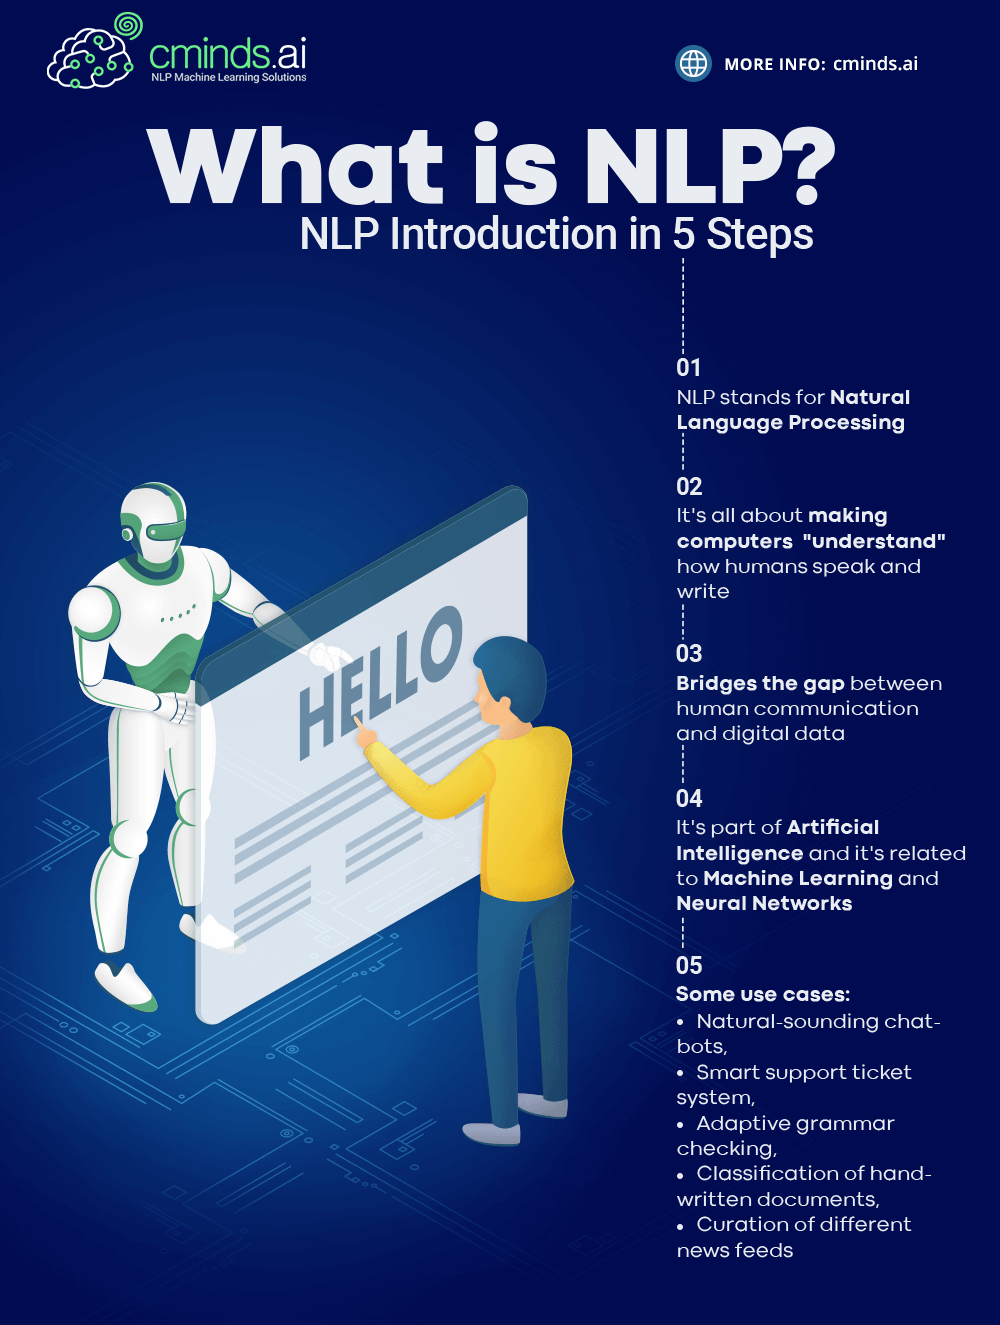 cminds.ai
NLP Machine Learning Solutions
MORE INFO: cminds.ai
What is NLP?
NLP Introduction in 5 Steps
01
NLP stands for Natural
Language Processing
02
It's all about making
computers "understand"
how humans speak and
write
03
Bridges the gap between
human communication
and digital data
04
It's part of Artificial
Intelligence and it's related
to Machine Learning and
Neural Networks
05
Some use cases:
• Natural-sounding chat-
bots,
• Smart support ticket
system,
• Adaptive grammar
checking,
• Classification of hand-
written documents,
• Curation of different
news feeds
HELLO